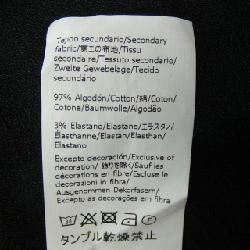 Tejido secundario/Secondary
fabric/第二の布地/Tissu
secondaire/Tessuto secondario/
Zweite Gewebelage/Tecido
secundário
97% Algodón/Cotton/綿/Coton/
Cotone/Baumwolle/Algodão
3% Elastano/Elastane/エラスタン/
Elasthanne/Elastan/Elasthan/
Elastano
Excepto decoración/Exclusive of
decoration/飾りを除く/Sauf
décorations en fibre/Escluse le
decorazioni in fibra/
Ausgenommen Dekorfasern/
Excepto as decorações em fibra
タンブル乾燥禁止